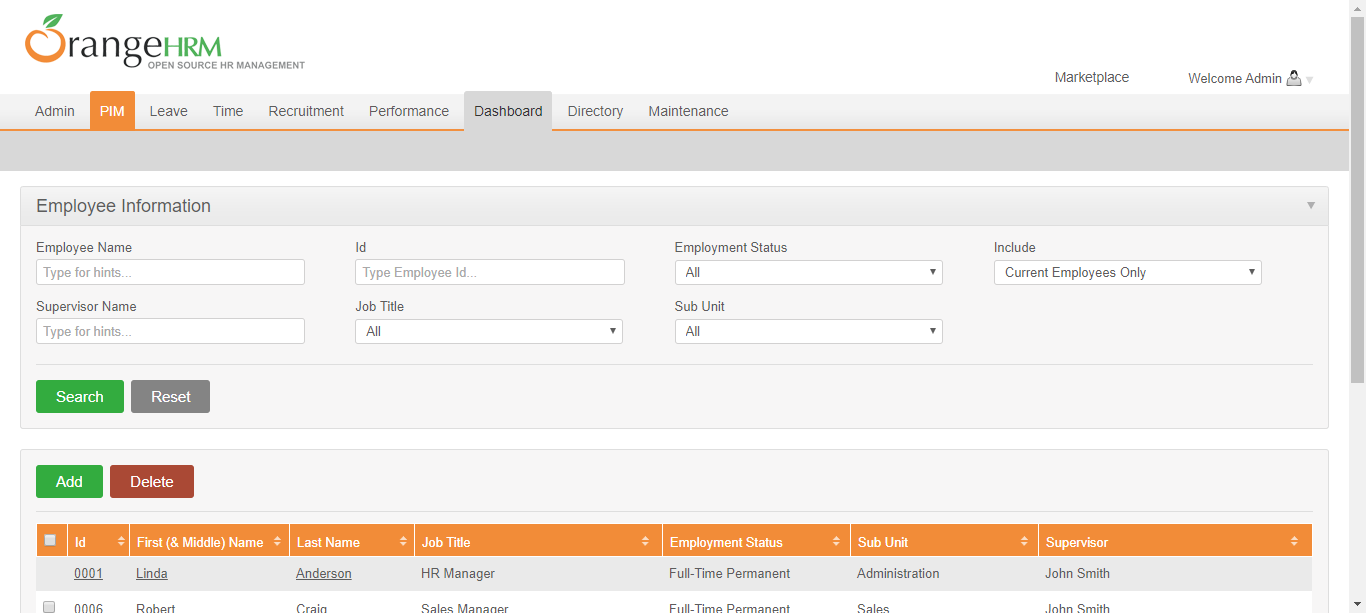 OrangeHRM
OPEN SOURCE HR MANAGEMENT
Marketplace Welcome Admin
Admin PIM Leave Time Recruitment Performance Dashboard Directory Maintenance
Employee Information
Employee Name Id Employment Status Include
Type for hints... Type Employee Id... All Current Employees Only
Supervisor Name Job Title Sub Unit
Type for hints... All All
Search Reset
Add Delete
Id First (& Middle) Name Last Name Job Title Employment Status Sub Unit Supervisor
0001 Linda Anderson HR Manager Full-Time Permanent Administration John Smith
0006 Robert Craig Sales Manager Full-Time Permanent Sales John Smith